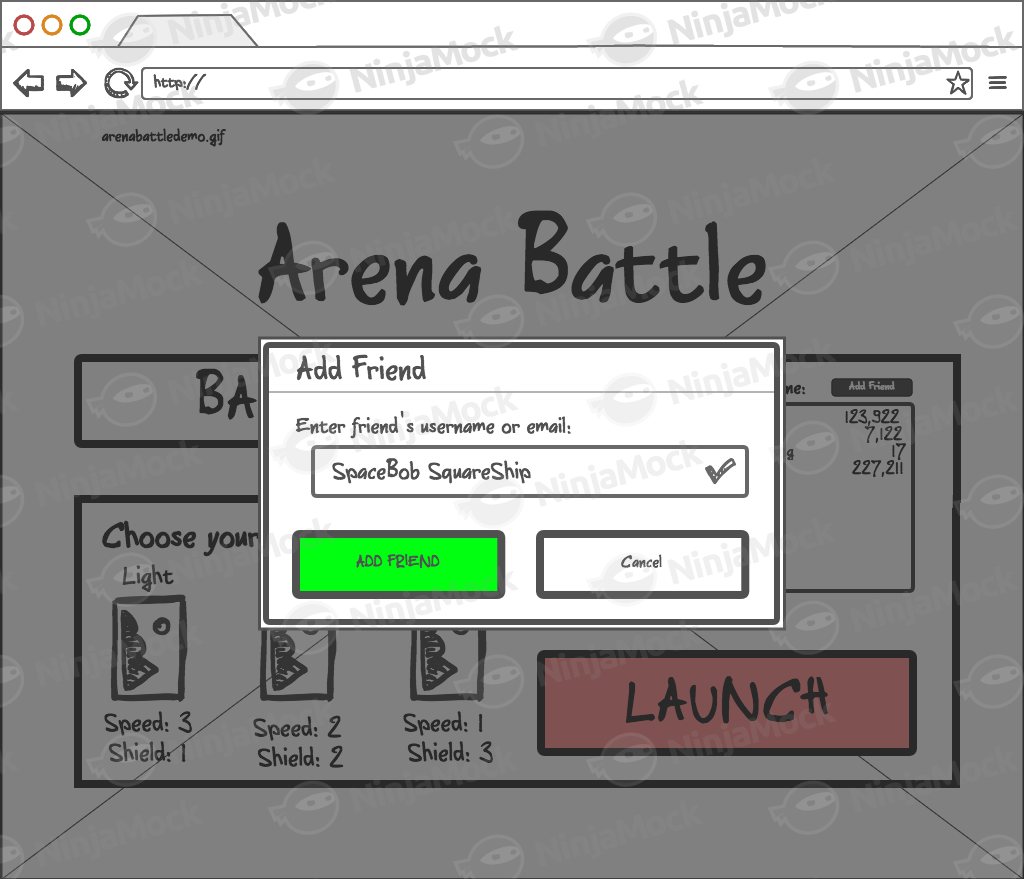 http://
arenabattledemo.gif
Arena Battle
Add Friend
Enter friend's username or email:
SpaceBob SquareShip
ADD FRIEND
Cancel
BA
me:
Add Friend
123,922
7,122
g 17
227,211
Choose your
Light
Speed: 3
Shield: 1
Speed: 2
Shield: 2
Speed: 1
Shield: 3
LAUNCH
NinjaMock